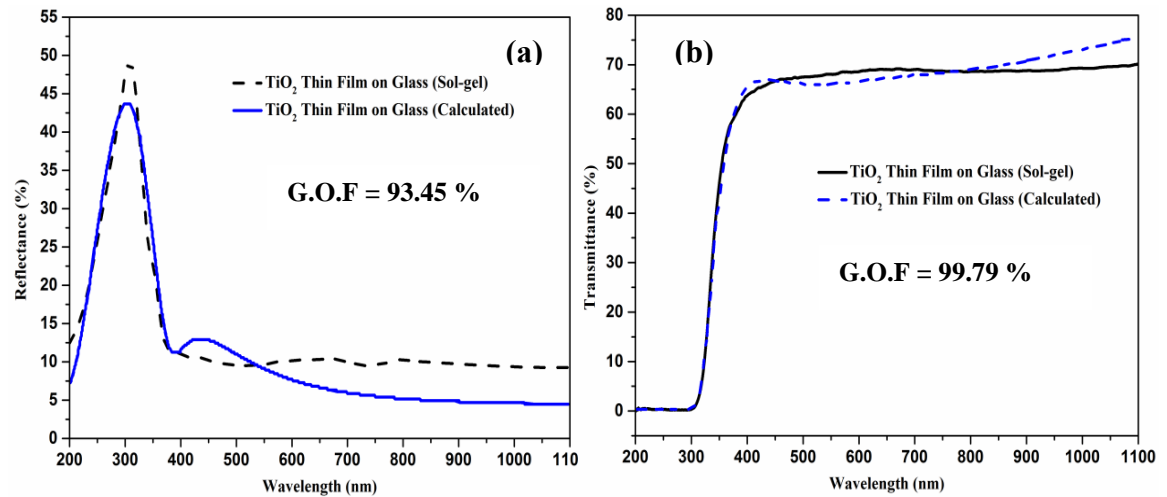 (a)
TiO2 Thin Film on Glass (Sol-gel)
TiO2 Thin Film on Glass (Calculated)
G.O.F = 93.45 %
Reflectance (%)
55
50
45
40
35
30
25
20
15
10
5
0
200 300 400 500 600 700 800 900 1000 110
Wavelength (nm)
(b)
TiO2 Thin Film on Glass (Sol-gel)
TiO2 Thin Film on Glass (Calculated)
G.O.F = 99.79 %
Transmittance (%)
80
70
60
50
40
30
20
10
0
200 300 400 500 600 700 800 900 1000 1100
Wavelength (nm)